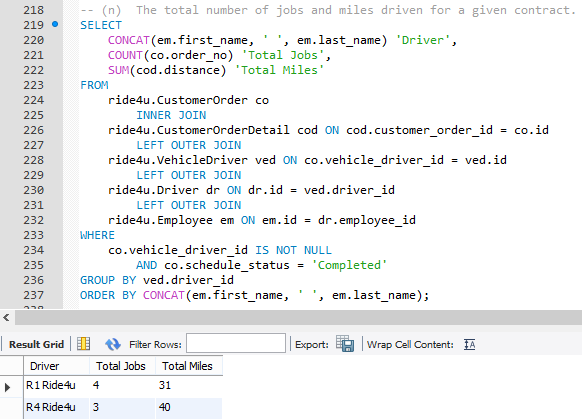 218 -- (n)  The total number of jobs and miles driven for a given contract.
219 SELECT
220 CONCAT(em.first_name, ' ', em.last_name) 'Driver',
221 COUNT(co.order_no) 'Total Jobs',
222 SUM(cod.distance) 'Total Miles'
223 FROM
224 ride4u.CustomerOrder co
225 INNER JOIN
226 ride4u.CustomerOrderDetail cod ON cod.customer_order_id = co.id
227 LEFT OUTER JOIN
228 ride4u.VehicleDriver ved ON co.vehicle_driver_id = ved.id
229 LEFT OUTER JOIN
230 ride4u.Driver dr ON dr.id = ved.driver_id
231 LEFT OUTER JOIN
232 ride4u.Employee em ON em.id = dr.employee_id
233 WHERE
234 co.vehicle_driver_id IS NOT NULL
235 AND co.schedule_status = 'Completed'
236 GROUP BY ved.driver_id
237 ORDER BY CONCAT(em.first_name, ' ', em.last_name);
Result Grid Filter Rows: Export: Wrap Cell Content:
Driver Total Jobs Total Miles
R1 Ride4u 4 31
R4 Ride4u 3 40